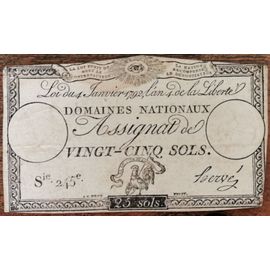 Loi du 4 Janvier 1792, l'an 4 de la Liberté
DOMAINES NATIONAUX
Assignat de
VINGT-CINQ SOLS.
Sie. 245e.
hervé
25 sols.